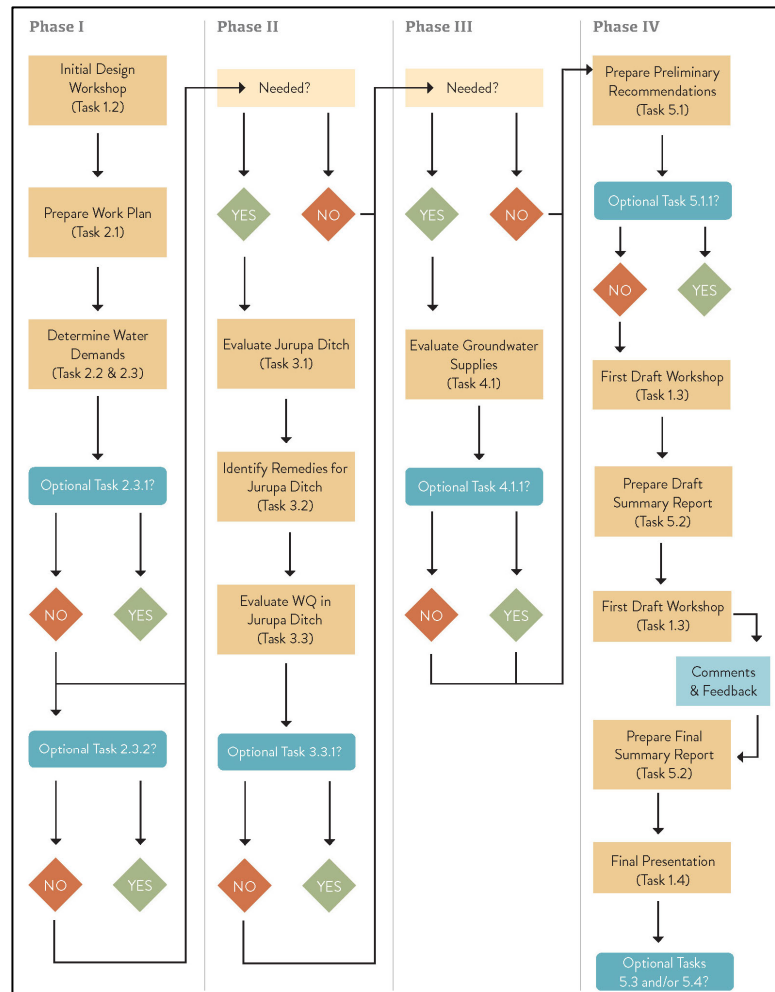 Phase I
Initial Design
Workshop
(Task 1.2)
Prepare Work Plan
(Task 2.1)
Determine Water
Demands
(Task 2.2 & 2.3)
Optional Task 2.3.1?
NO
YES
Optional Task 2.3.2?
NO
YES
Phase II
Needed?
YES
NO
Evaluate Jurupa Ditch
(Task 3.1)
Identify Remedies for
Jurupa Ditch
(Task 3.2)
Evaluate WQ in
Jurupa Ditch
(Task 3.3)
Optional Task 3.3.1?
NO
YES
Phase III
Needed?
YES
NO
Evaluate Groundwater
Supplies
(Task 4.1)
Optional Task 4.1.1?
NO
YES
Phase IV
Prepare Preliminary
Recommendations
(Task 5.1)
Optional Task 5.1.1?
NO
YES
First Draft Workshop
(Task 1.3)
Prepare Draft
Summary Report
(Task 5.2)
First Draft Workshop
(Task 1.3)
Comments
& Feedback
Prepare Final
Summary Report
(Task 5.2)
Final Presentation
(Task 1.4)
Optional Tasks
5.3 and/or 5.4?